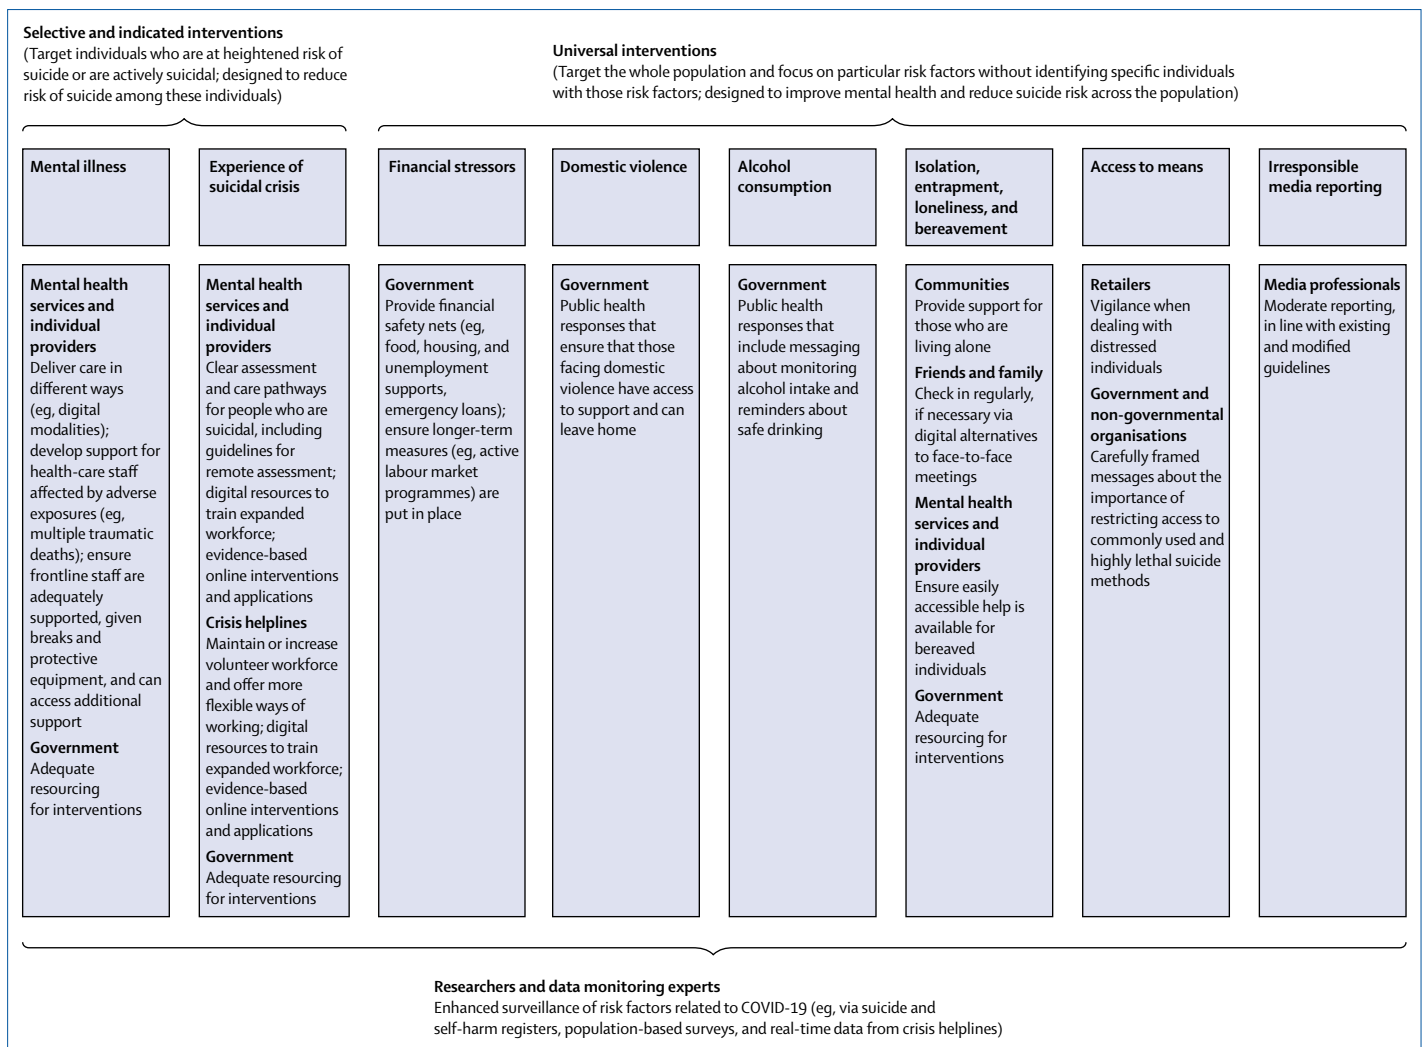 Selective and indicated interventions
(Target individuals who are at heightened risk of
suicide or are actively suicidal; designed to reduce
risk of suicide among these individuals)
Universal interventions
(Target the whole population and focus on particular risk factors without identifying specific individuals
with those risk factors; designed to improve mental health and reduce suicide risk across the population)
Mental illness
Experience of
suicidal crisis
Financial stressors
Domestic violence
Alcohol
consumption
Isolation,
entrapment,
loneliness, and
bereavement
Access to means
Irresponsible
media reporting
Mental health
services and
individual
providers
Deliver care in
different ways
(eg, digital
modalities);
develop support for
health-care staff
affected by adverse
exposures (eg,
multiple traumatic
deaths); ensure
frontline staff are
adequately
supported, given
breaks and
protective
equipment, and can
access additional
support
Government
Adequate
resourcing
for interventions
Mental health
services and
individual
providers
Clear assessment
and care pathways
for people who are
suicidal, including
guidelines for
remote assessment;
digital resources to
train expanded
workforce;
evidence-based
online interventions
and applications
Crisis helplines
Maintain or increase
volunteer workforce
and offer more
flexible ways of
working; digital
resources to train
expanded workforce;
evidence-based
online interventions
and applications
Government
Adequate resourcing
for interventions
Government
Provide financial
safety nets (eg,
food, housing, and
unemployment
supports,
emergency loans);
ensure longer-term
measures (eg, active
labour market
programmes) are
put in place
Government
Public health
responses that
ensure that those
facing domestic
violence have access
to support and can
leave home
Government
Public health
responses that
include messaging
about monitoring
alcohol intake and
reminders about
safe drinking
Communities
Provide support for
those who are
living alone
Friends and family
Check in regularly,
if necessary via
digital alternatives
to face-to-face
meetings
Mental health
services and
individual
providers
Ensure easily
accessible help is
available for
bereaved
individuals
Government
Adequate
resourcing for
interventions
Retailers
Vigilance when
dealing with
distressed
individuals
Government and
non-governmental
organisations
Carefully framed
messages about the
importance of
restricting access to
commonly used and
highly lethal suicide
methods
Media professionals
Moderate reporting,
in line with existing
and modified
guidelines
Researchers and data monitoring experts
Enhanced surveillance of risk factors related to COVID-19 (eg, via suicide and
self-harm registers, population-based surveys, and real-time data from crisis helplines)